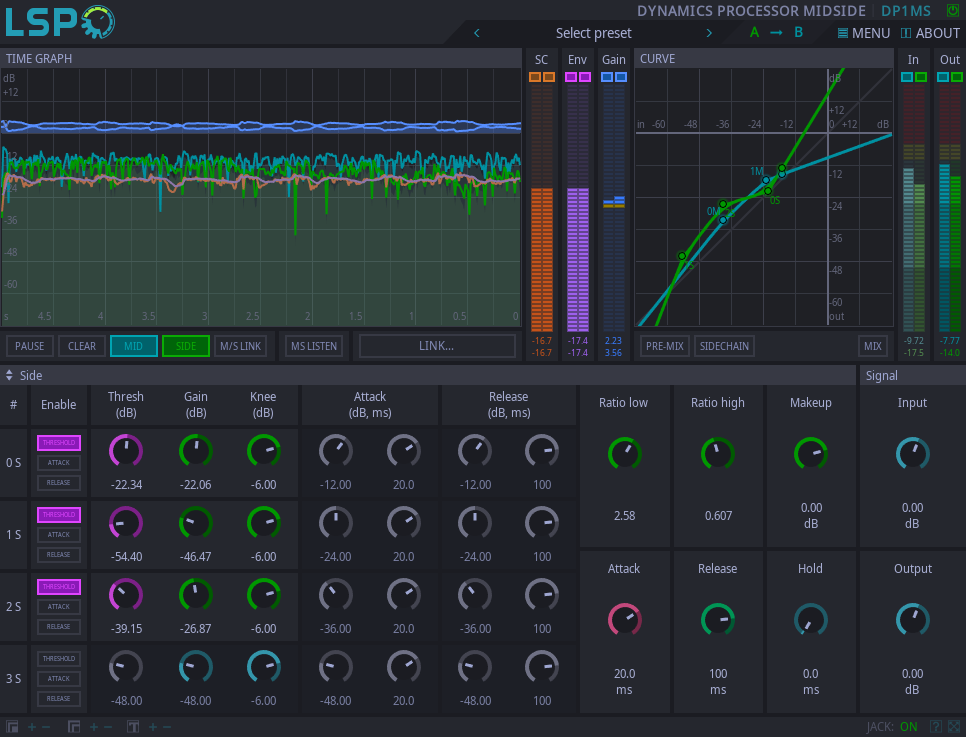 LSP DYNAMICS PROCESSOR MIDSIDE DP1MS
Select preset A B MENU ABOUT
TIME GRAPH SC Env Gain CURVE In Out
dB dB
+12 +12
in -60 -48 -36 -24 -12 0 +12 dB
-12
1M -12
-24 0S -24
0M
-36 -36
-48 -48
-60 -60
s 4.5 4 3.5 3 2.5 2 1.5 1 0.5 0 out
PAUSE CLEAR MID SIDE M/S LINK MS LISTEN LINK... PRE-MIX SIDECHAIN MIX
-16.7 -17.4 2.23 -9.72 -7.77
-16.7 -17.4 3.56 -17.5 -14.0
Side Signal
# Enable Thresh (dB) Gain (dB) Knee (dB) Attack (dB, ms) Release (dB, ms) Ratio low Ratio high Makeup Input
THRESHOLD
0 S ATTACK
RELEASE -22.34 -22.06 -6.00 -12.00 20.0 -12.00 100
THRESHOLD 2.58 0.607 0.00 dB 0.00 dB
1 S ATTACK
RELEASE -54.40 -46.47 -6.00 -24.00 20.0 -24.00 100
Attack Release Hold Output
THRESHOLD
2 S ATTACK
RELEASE -39.15 -26.87 -6.00 -36.00 20.0 -36.00 100
THRESHOLD
3 S ATTACK 20.0 ms 100 ms 0.0 ms 0.00 dB
RELEASE -48.00 -48.00 -6.00 -48.00 20.0 -48.00 100
JACK: ON